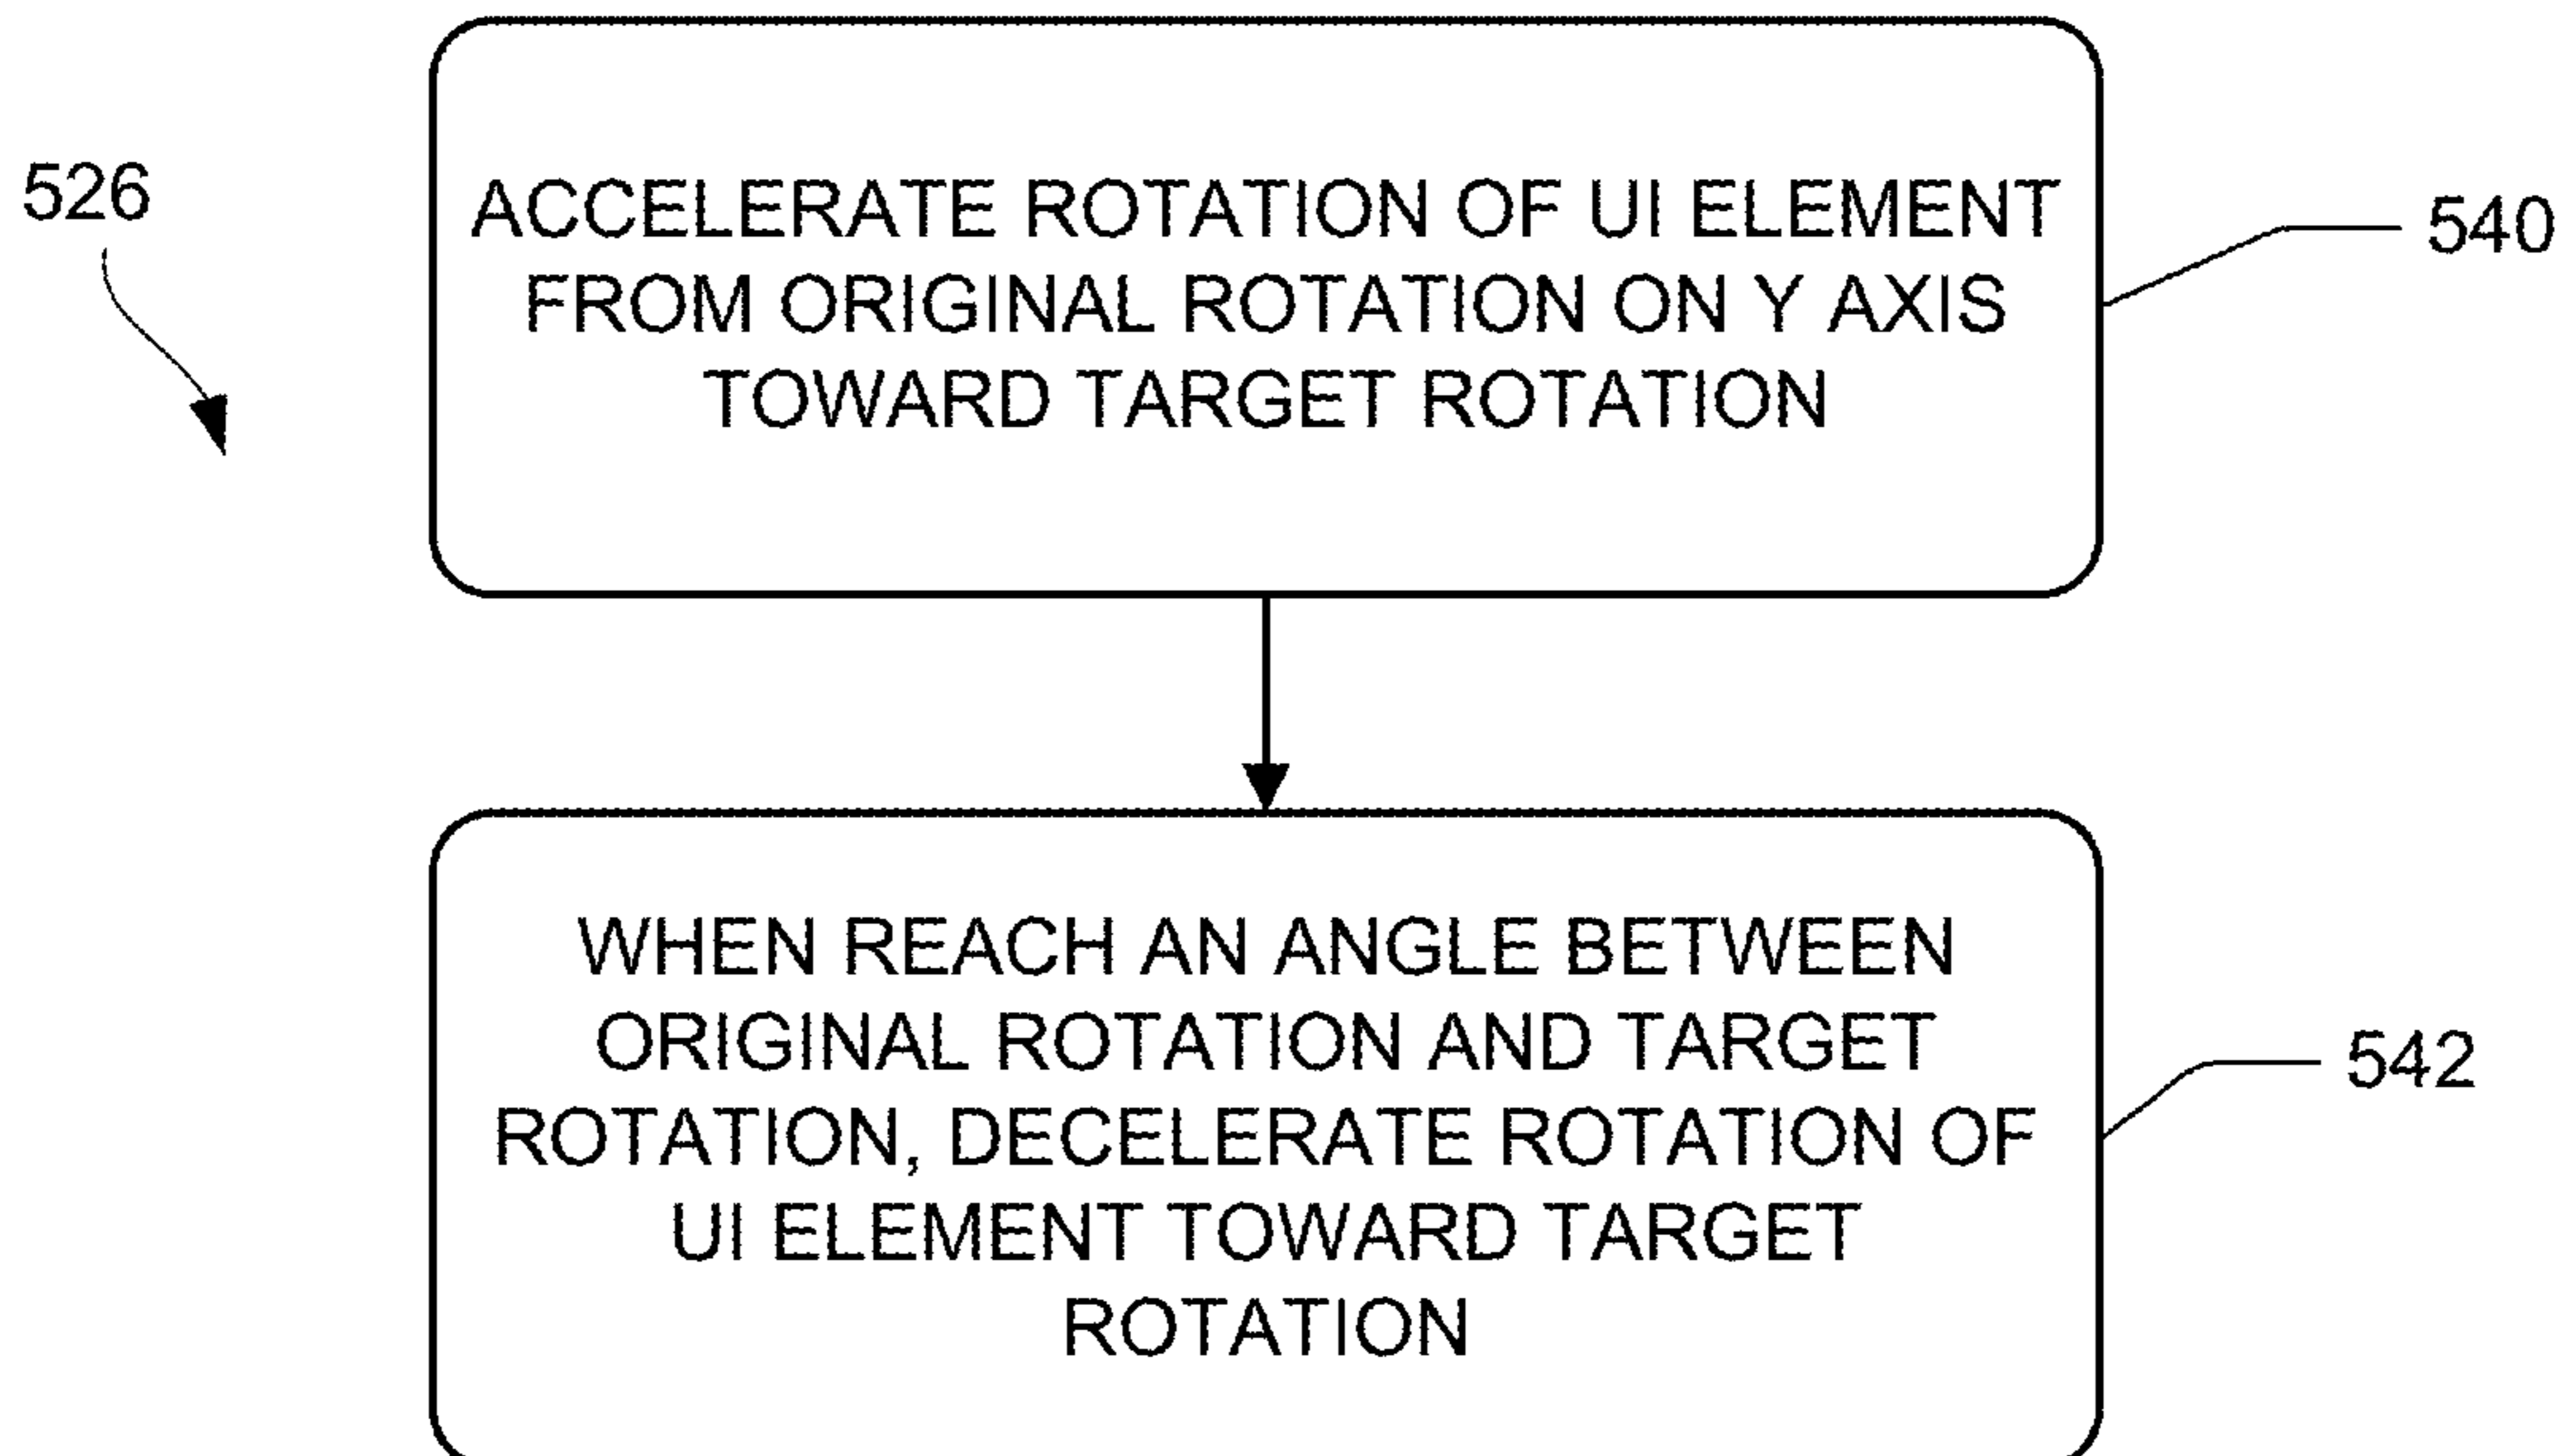 526
ACCELERATE ROTATION OF UI ELEMENT
FROM ORIGINAL ROTATION ON Y AXIS
TOWARD TARGET ROTATION
540
WHEN REACH AN ANGLE BETWEEN
ORIGINAL ROTATION AND TARGET
ROTATION, DECELERATE ROTATION OF
UI ELEMENT TOWARD TARGET
ROTATION
542